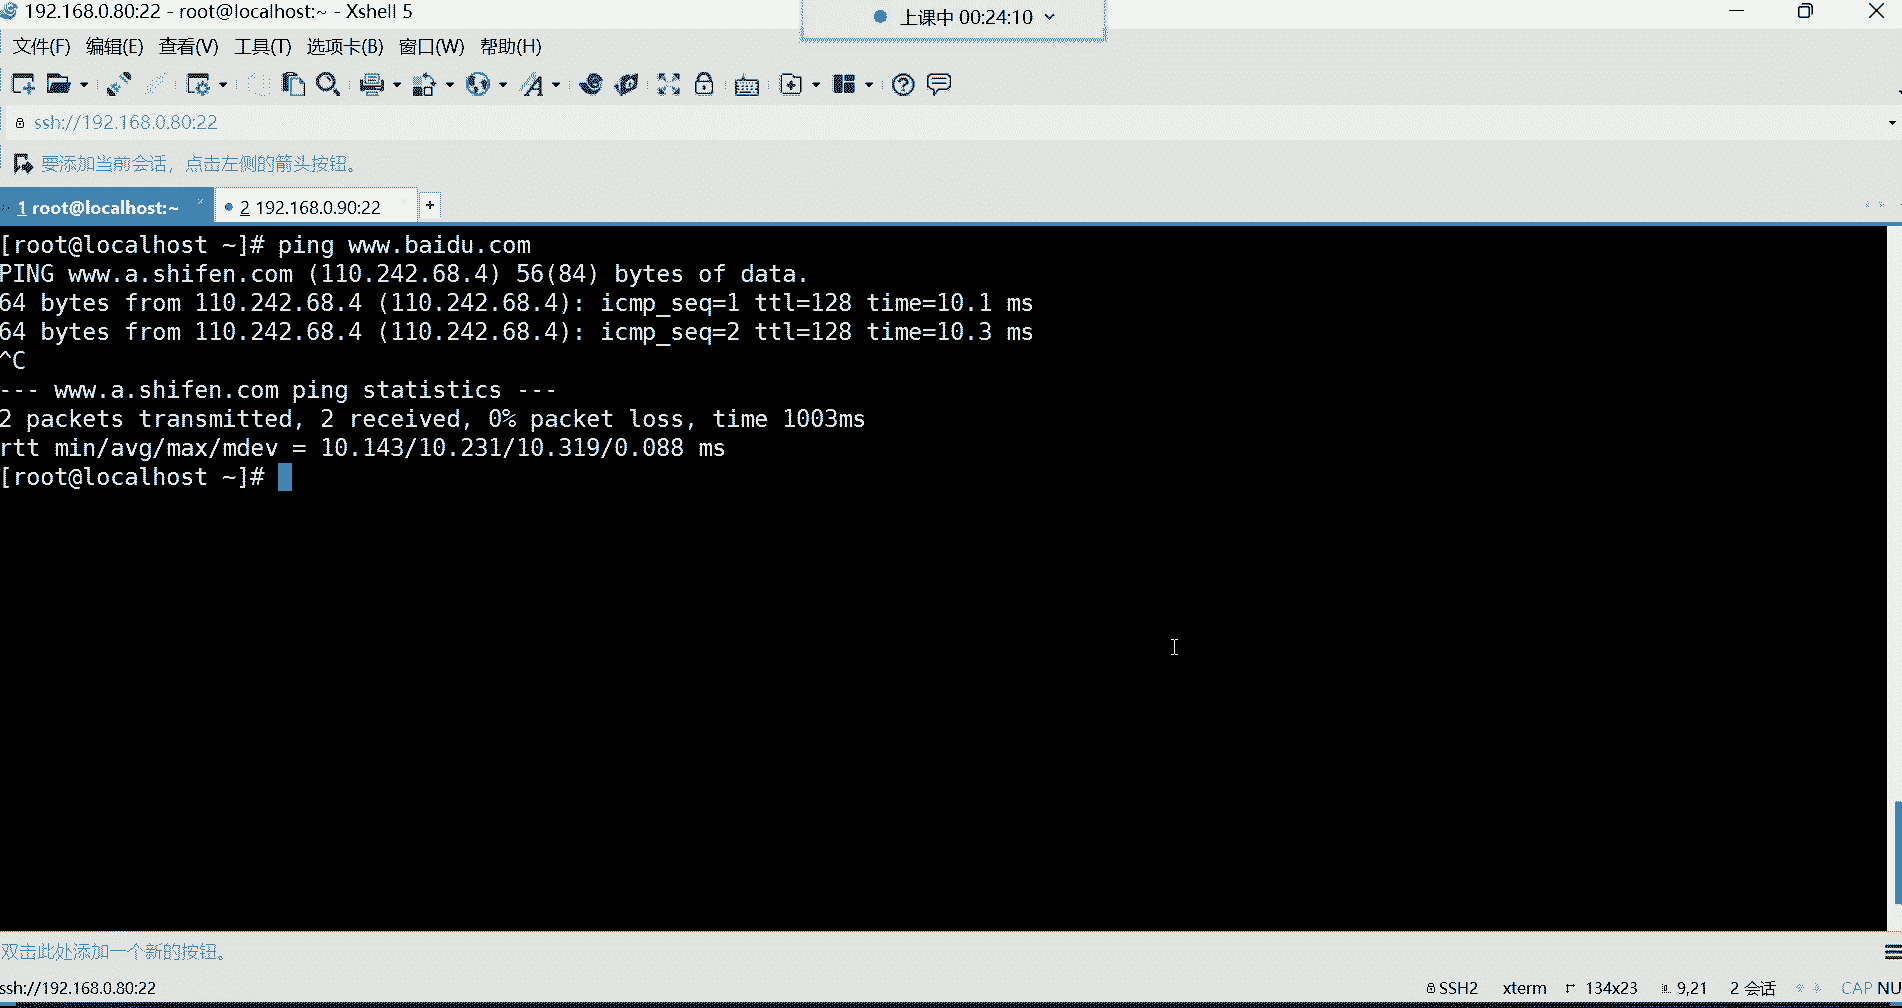 192.168.0.80:22 - root@localhost:~ - Xshell 5
上课中 00:24:10
文件(F) 编辑(E) 查看(V) 工具(T) 选项卡(B) 窗口(W) 帮助(H)
ssh://192.168.0.80:22
要添加当前会话，点击左侧的箭头按钮。
1 root@localhost:~ 2 192.168.0.90:22 +
[root@localhost ~]# ping www.baidu.com
PING www.a.shifen.com (110.242.68.4) 56(84) bytes of data.
64 bytes from 110.242.68.4 (110.242.68.4): icmp_seq=1 ttl=128 time=10.1 ms
64 bytes from 110.242.68.4 (110.242.68.4): icmp_seq=2 ttl=128 time=10.3 ms
^C
--- www.a.shifen.com ping statistics ---
2 packets transmitted, 2 received, 0% packet loss, time 1003ms
rtt min/avg/max/mdev = 10.143/10.231/10.319/0.088 ms
[root@localhost ~]#
双击此处添加一个新的按钮。
ssh://192.168.0.80:22 SSH2 xterm 134x23 9,21 2 会话 CAP NU